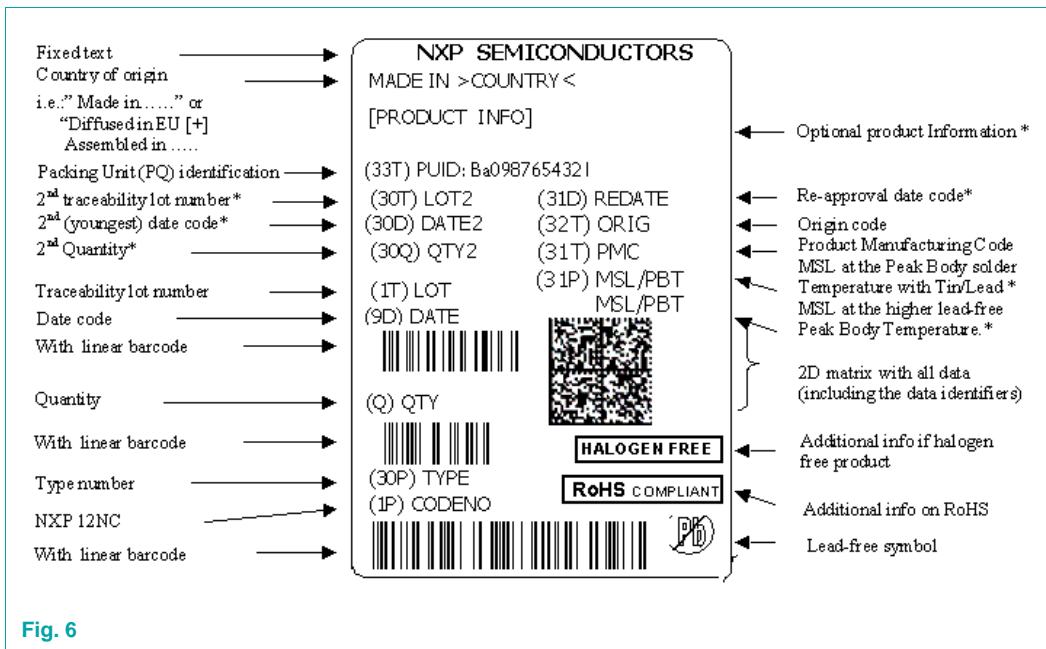 Fixed text
Country of origin
i.e.:" Made in ....." or
"Diffused in EU [+]
Assembled in .....
Packing Unit (PQ) identification
2nd traceability lot number*
2nd (youngest) date code*
2nd Quantity*
Traceability lot number
Date code
With linear barcode
Quantity
With linear barcode
Type number
NXP 12NC
With linear barcode
NXP SEMICONDUCTORS
MADE IN >COUNTRY<
[PRODUCT INFO]
(33T) PUID: Ba0987654321
(30T) LOT2 (31D) REDATE
(30D) DATE2 (32T) ORIG
(30Q) QTY2 (31T) PMC
(31P) MSL/PBT
(1T) LOT MSL/PBT
(9D) DATE
(Q) QTY
HALOGEN FREE
(30P) TYPE
RoHS COMPLIANT
(1P) CODENO
Pb
Optional product Information *
Re-approval date code*
Origin code
Product Manufacturing Code
MSL at the Peak Body solder
Temperature with Tin/Lead *
MSL at the higher lead-free
Peak Body Temperature.*
2D matrix with all data
(including the data identifiers)
Additional info if halogen
free product
Additional info on RoHS
Lead-free symbol
Fig. 6